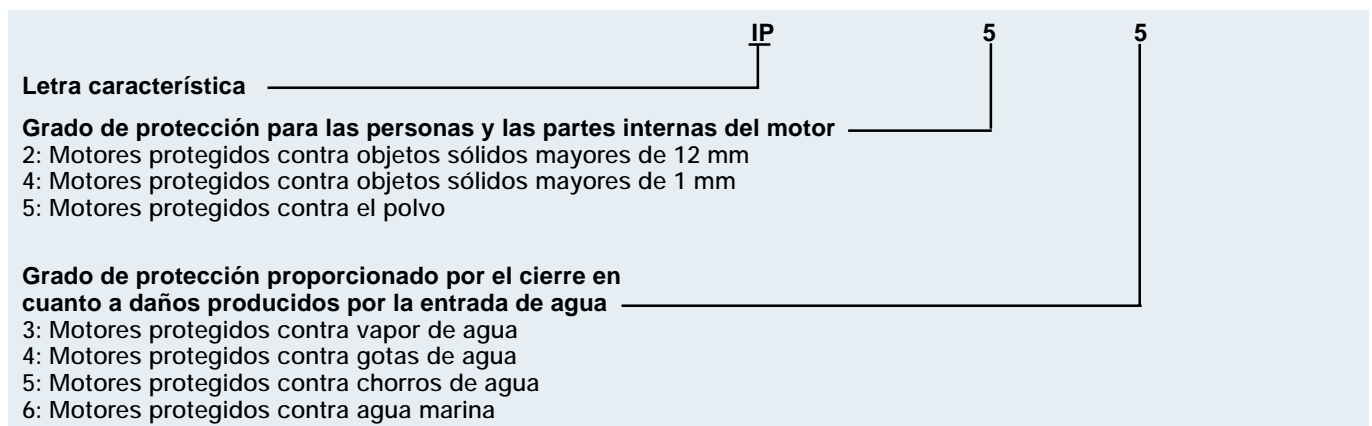 IP 5 5
Letra característica
Grado de protección para las personas y las partes internas del motor
2: Motores protegidos contra objetos sólidos mayores de 12 mm
4: Motores protegidos contra objetos sólidos mayores de 1 mm
5: Motores protegidos contra el polvo
Grado de protección proporcionado por el cierre en
cuanto a daños producidos por la entrada de agua
3: Motores protegidos contra vapor de agua
4: Motores protegidos contra gotas de agua
5: Motores protegidos contra chorros de agua
6: Motores protegidos contra agua marina